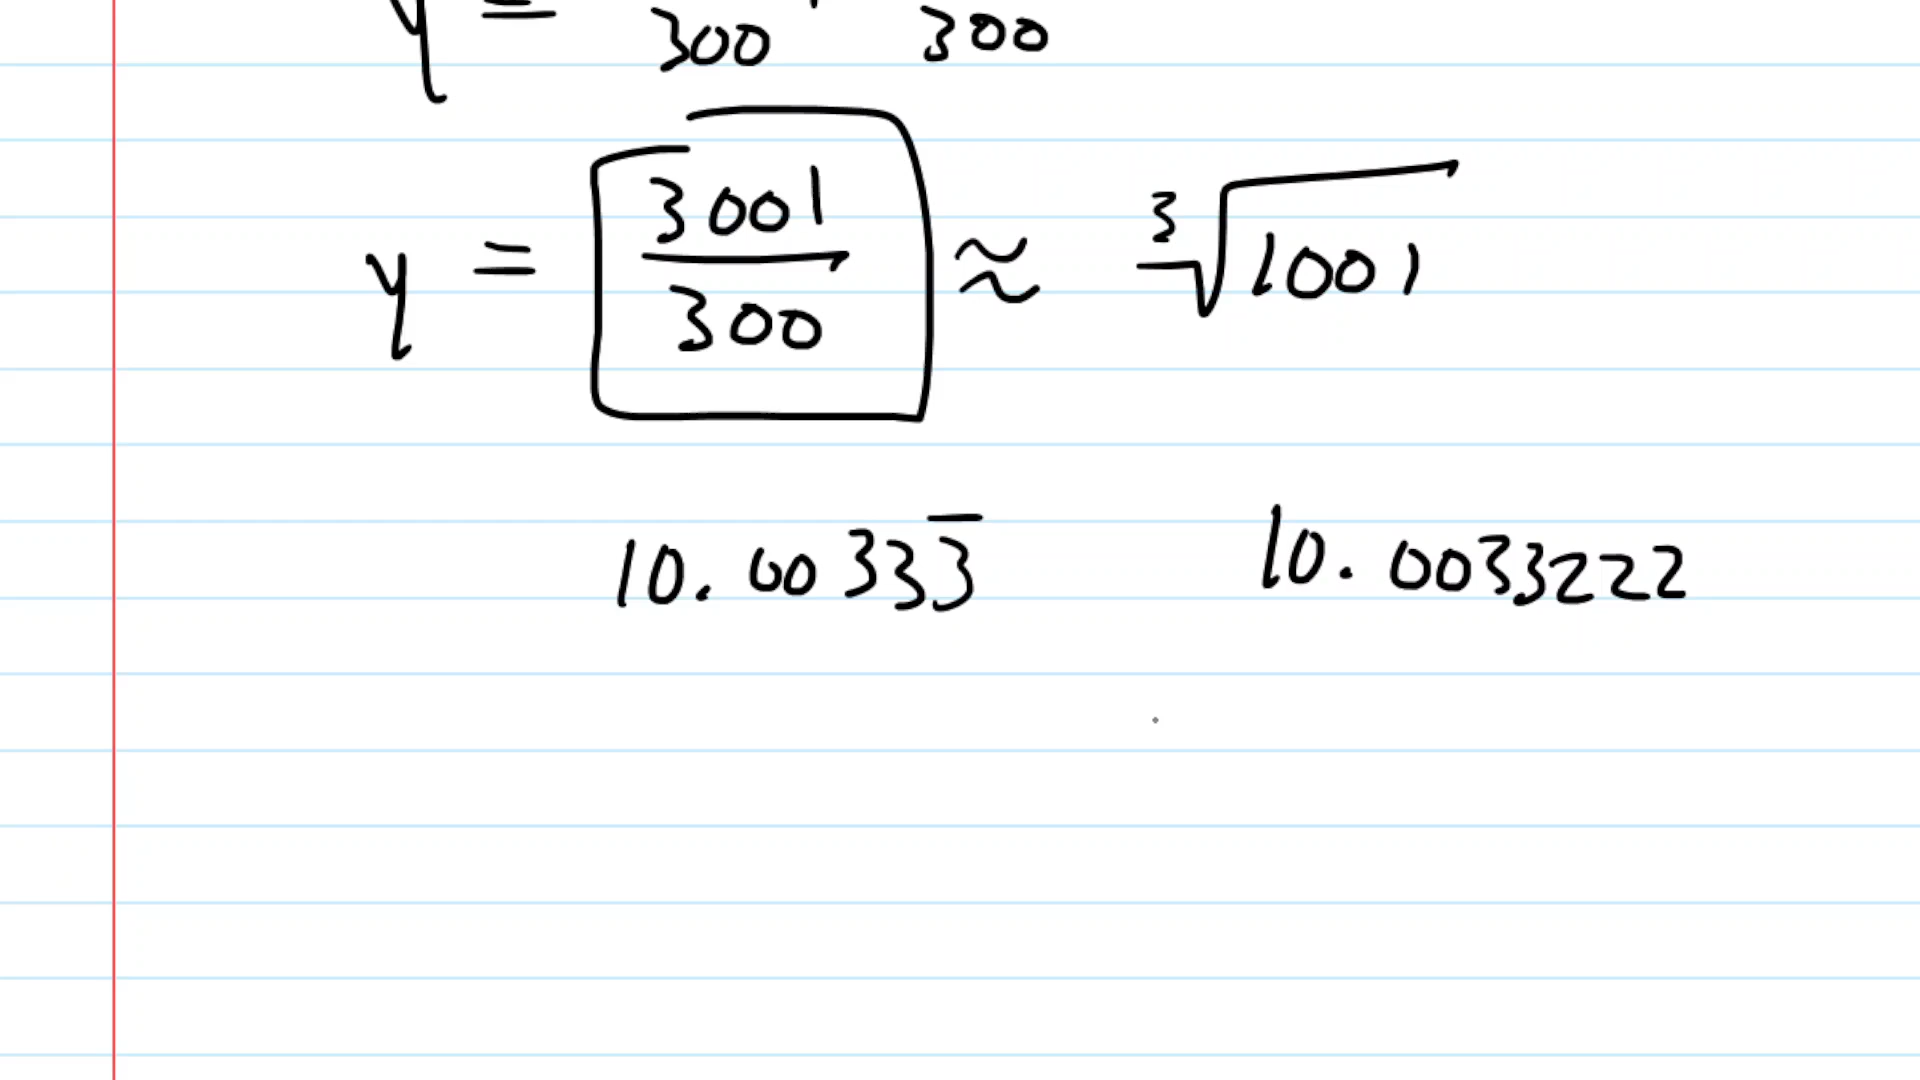 y = 300 300
y = 3001/300 ≈ ∛1001
10.00333̅ 10.0033222